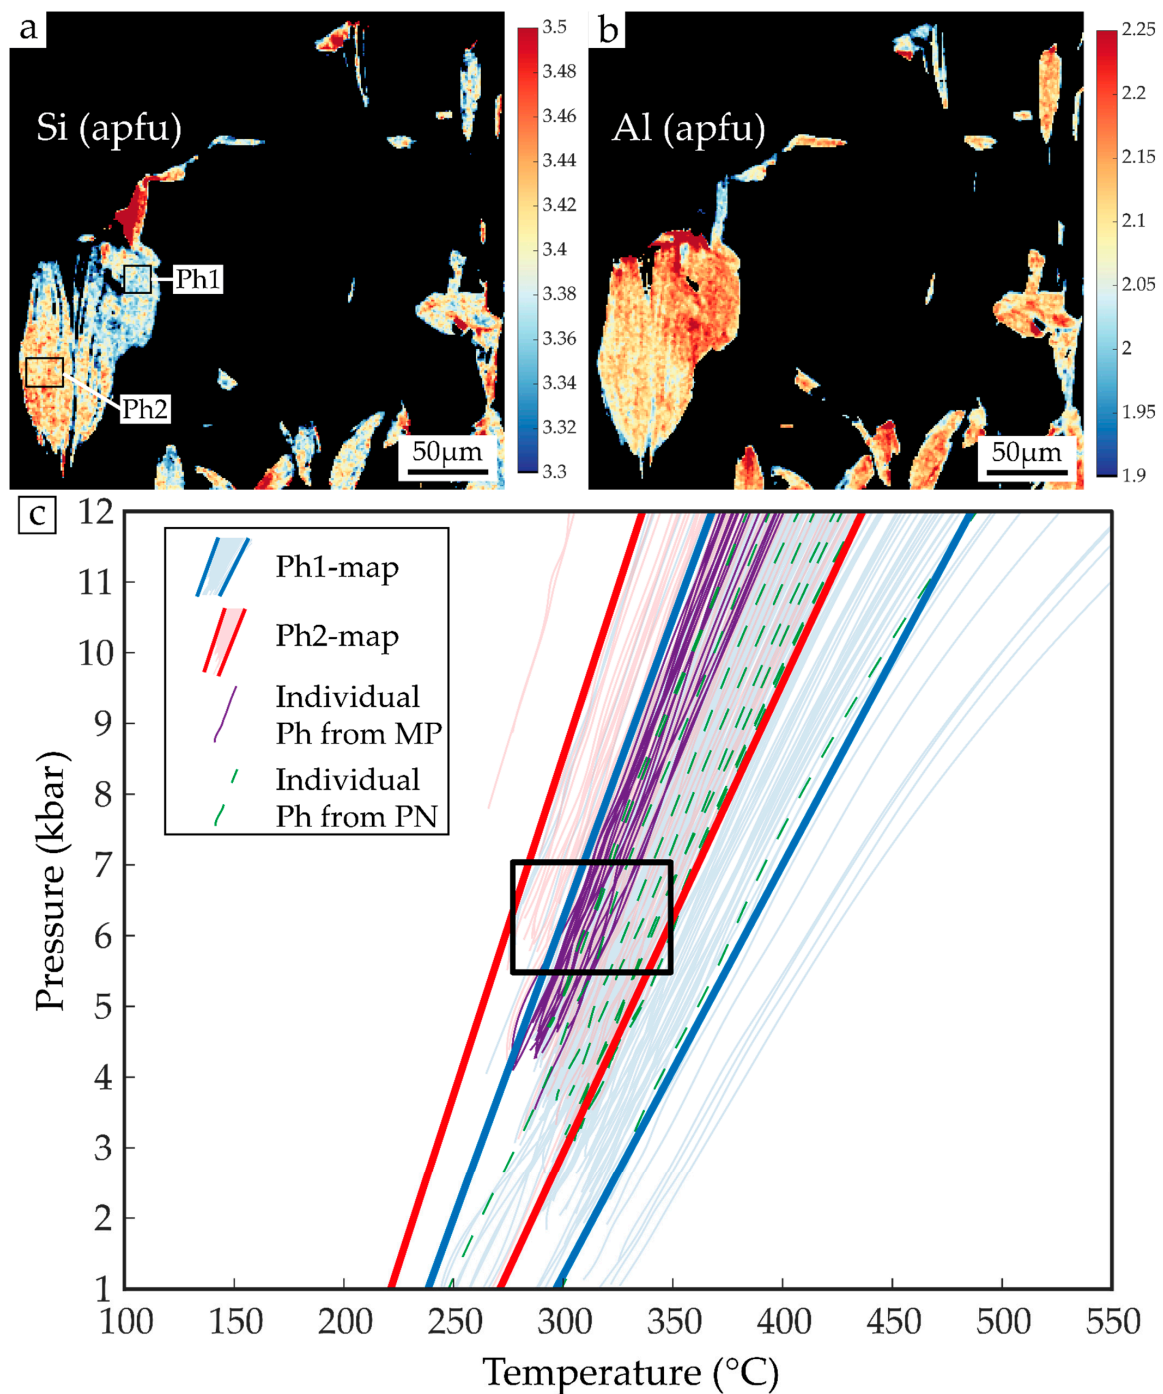 a
Si (apfu)
Ph1
Ph2
50µm
3.5
3.48
3.46
3.44
3.42
3.4
3.38
3.36
3.34
3.32
3.3
b
Al (apfu)
50µm
2.25
2.2
2.15
2.1
2.05
2
1.95
1.9
c
Ph1-map
Ph2-map
Individual
Ph from MP
Individual
Ph from PN
Pressure (kbar)
12
11
10
9
8
7
6
5
4
3
2
1
100
150
200
250
300
350
400
450
500
550
Temperature (°C)